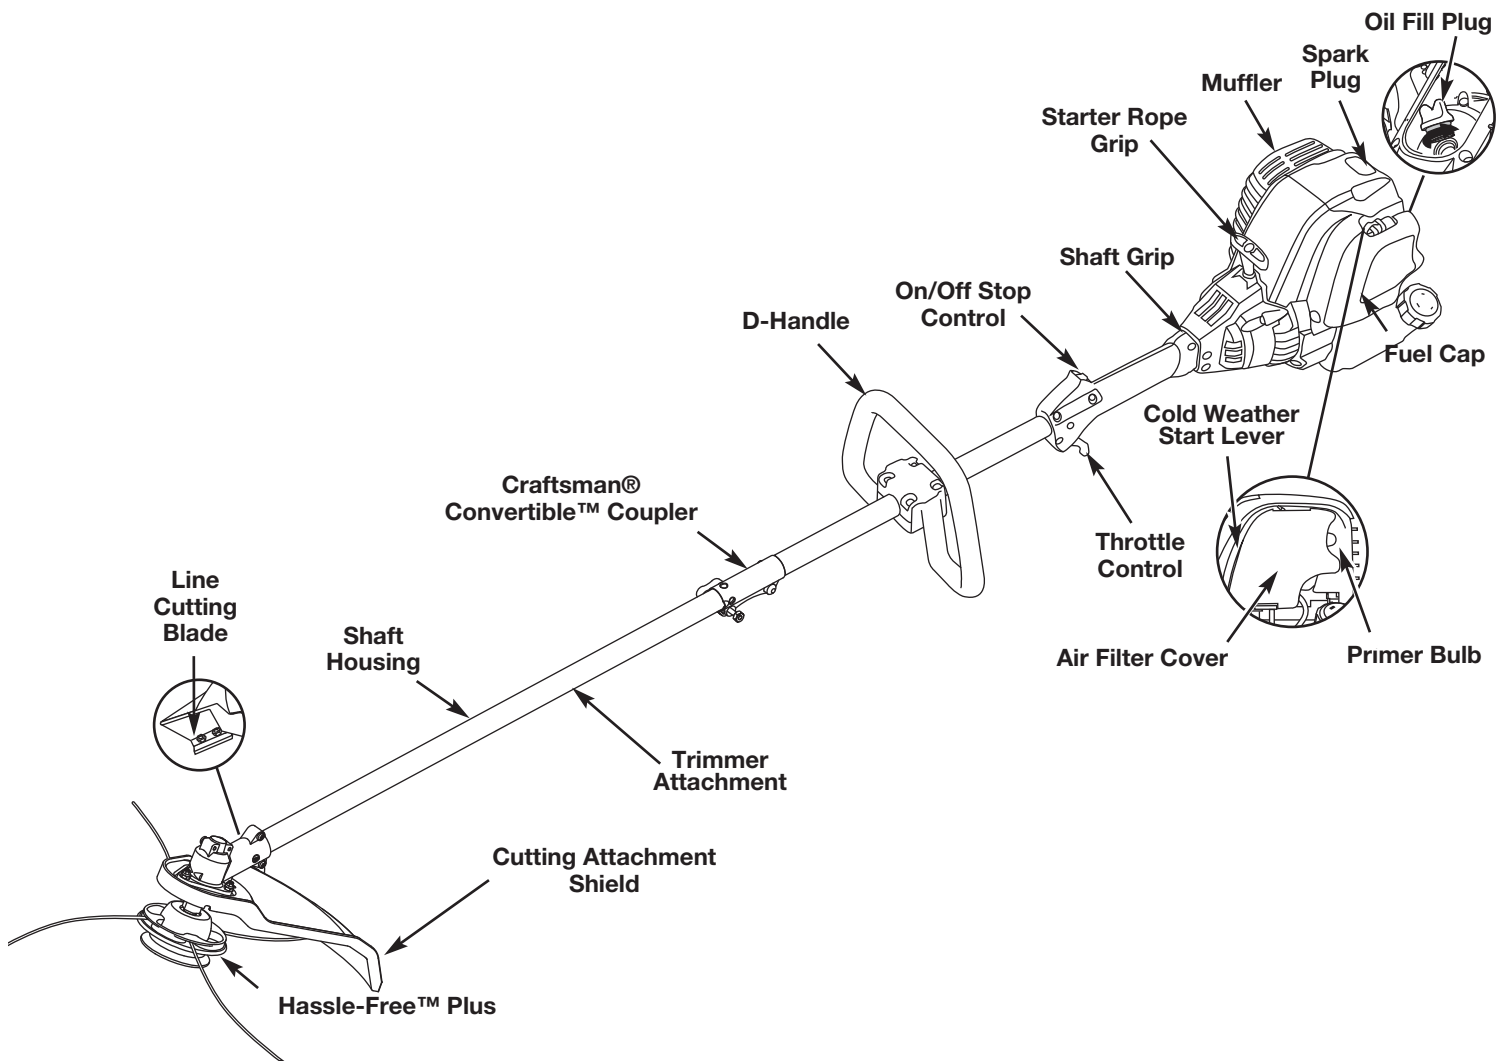 Oil Fill Plug
Spark
Plug
Muffler
Starter Rope
Grip
Shaft Grip
On/Off Stop
Control
D-Handle
Fuel Cap
Cold Weather
Start Lever
Craftsman®
Convertible™ Coupler
Throttle
Control
Line
Cutting
Blade
Shaft
Housing
Air Filter Cover
Primer Bulb
Trimmer
Attachment
Cutting Attachment
Shield
Hassle-Free™ Plus